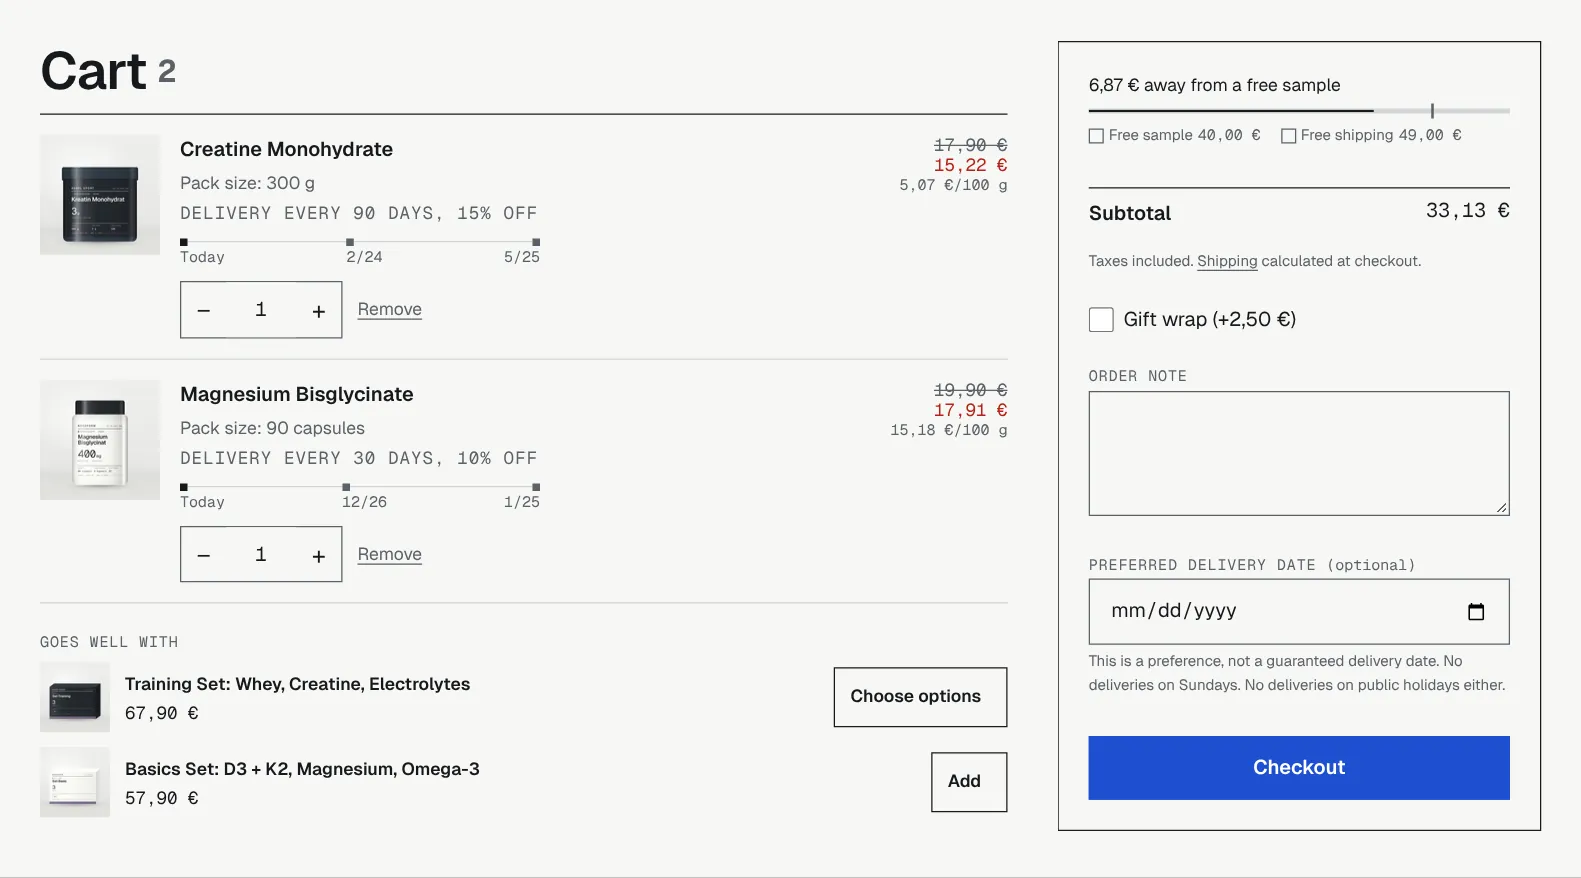 Cart 2
Creatine Monohydrate
17,90 €
15,22 €
5,07 €/100 g
Pack size: 300 g
DELIVERY EVERY 90 DAYS, 15% OFF
Today 2/24 5/25
− 1 + Remove
Kreatin Monohydrat
Magnesium Bisglycinate
19,90 €
17,91 €
15,18 €/100 g
Pack size: 90 capsules
DELIVERY EVERY 30 DAYS, 10% OFF
Today 12/26 1/25
− 1 + Remove
Magnesium
Bisglycinat
400
GOES WELL WITH
Training Set: Whey, Creatine, Electrolytes
67,90 €
Choose options
Basics Set: D3 + K2, Magnesium, Omega-3
57,90 €
Add
6,87 € away from a free sample
Free sample 40,00 € Free shipping 49,00 €
Subtotal 33,13 €
Taxes included. Shipping calculated at checkout.
Gift wrap (+2,50 €)
ORDER NOTE
PREFERRED DELIVERY DATE (optional)
mm/dd/yyyy
This is a preference, not a guaranteed delivery date. No
deliveries on Sundays. No deliveries on public holidays either.
Checkout